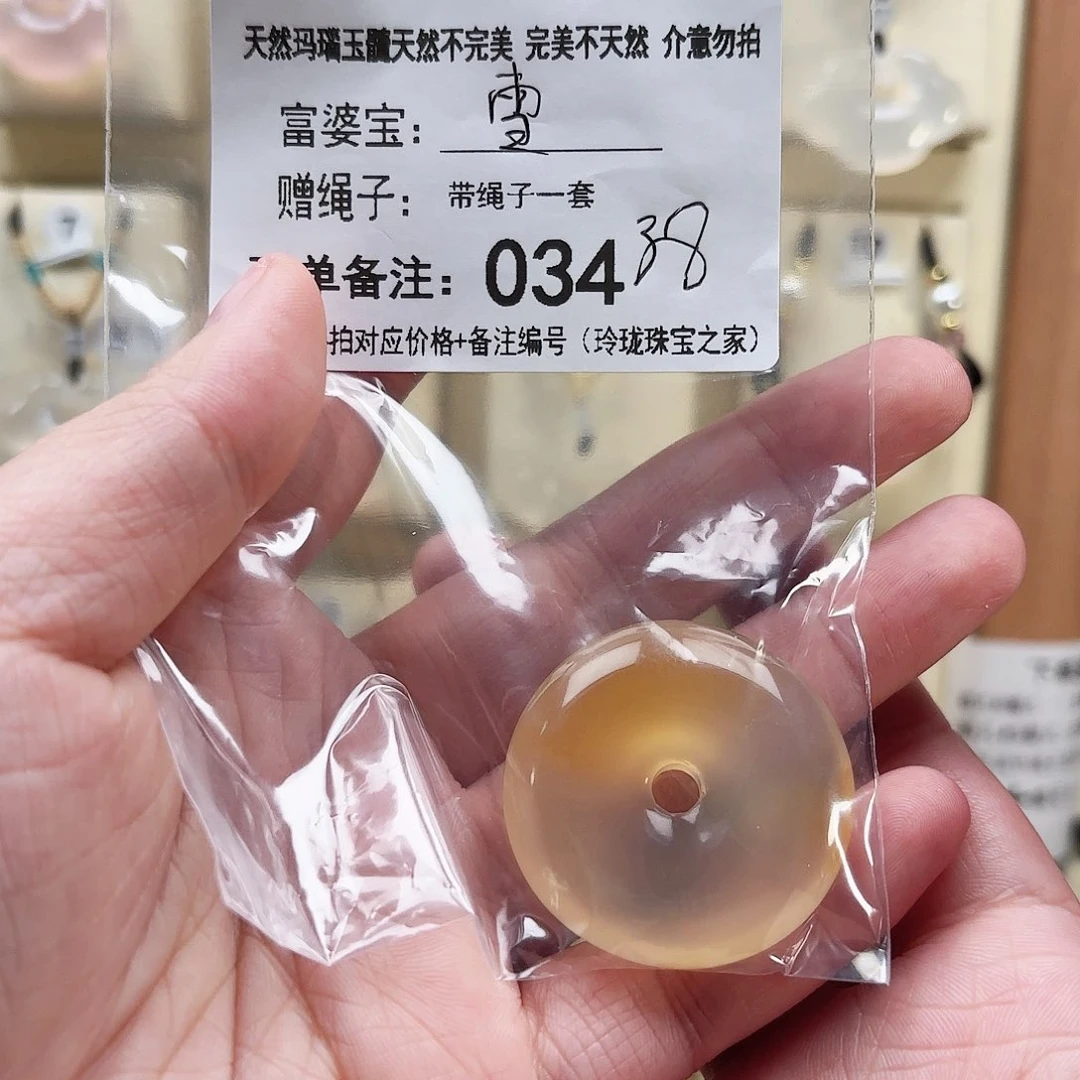 天然玛瑙玉髓天然不完美 完美不天然 介意勿拍
富婆宝：雪
赠绳子：带绳子一套
单备注：034 38
拍对应价格+备注编号（玲珑珠宝之家）